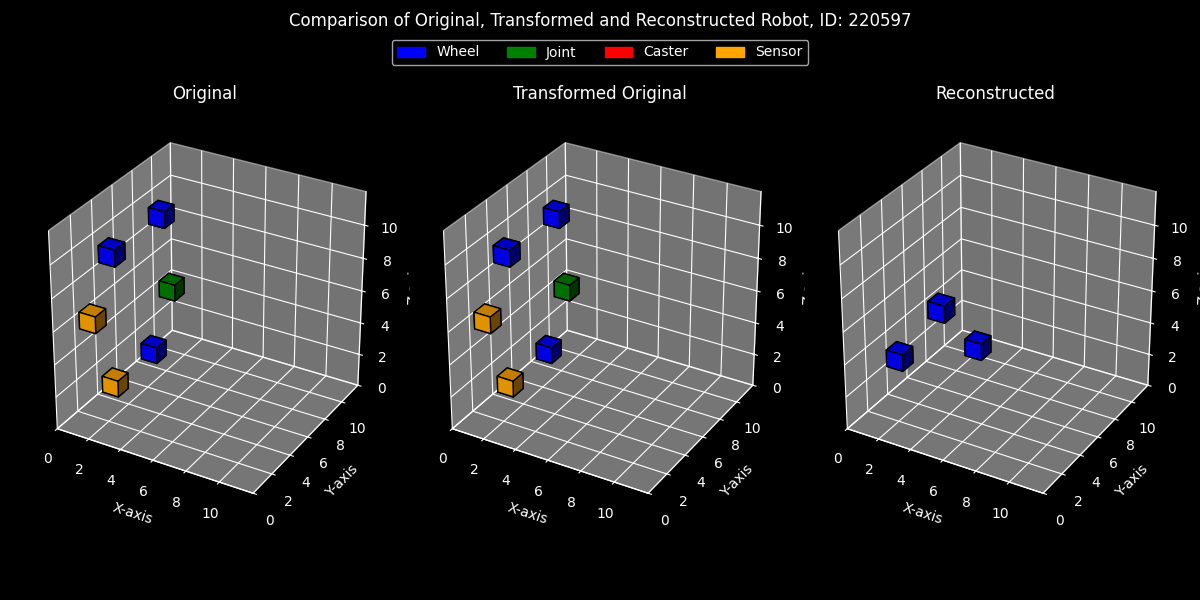 Comparison of Original, Transformed and Reconstructed Robot, ID: 220597
Wheel Joint Caster Sensor
Original Transformed Original Reconstructed
10 10 10
8 8 8
6 6 6
4 4 4
2 2 2
0 0 0
10 10 10
8 8 8
6 6 6
4 4 4
2 2 2
0 0 0
0 2 4 6 8 10 0 2 4 6 8 10 0 2 4 6 8 10
X-axis Y-axis X-axis Y-axis X-axis Y-axis